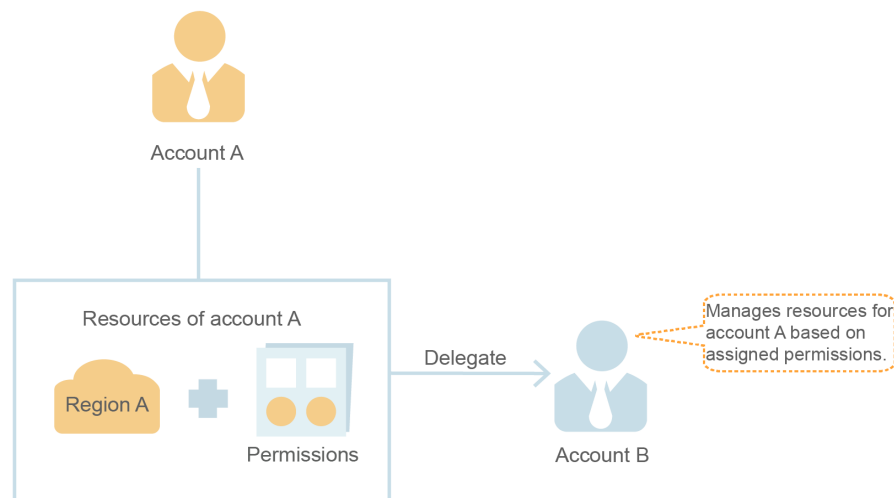 Account A
Resources of account A
Region A
Permissions
Delegate
Manages resources for
account A based on
assigned permissions.
Account B